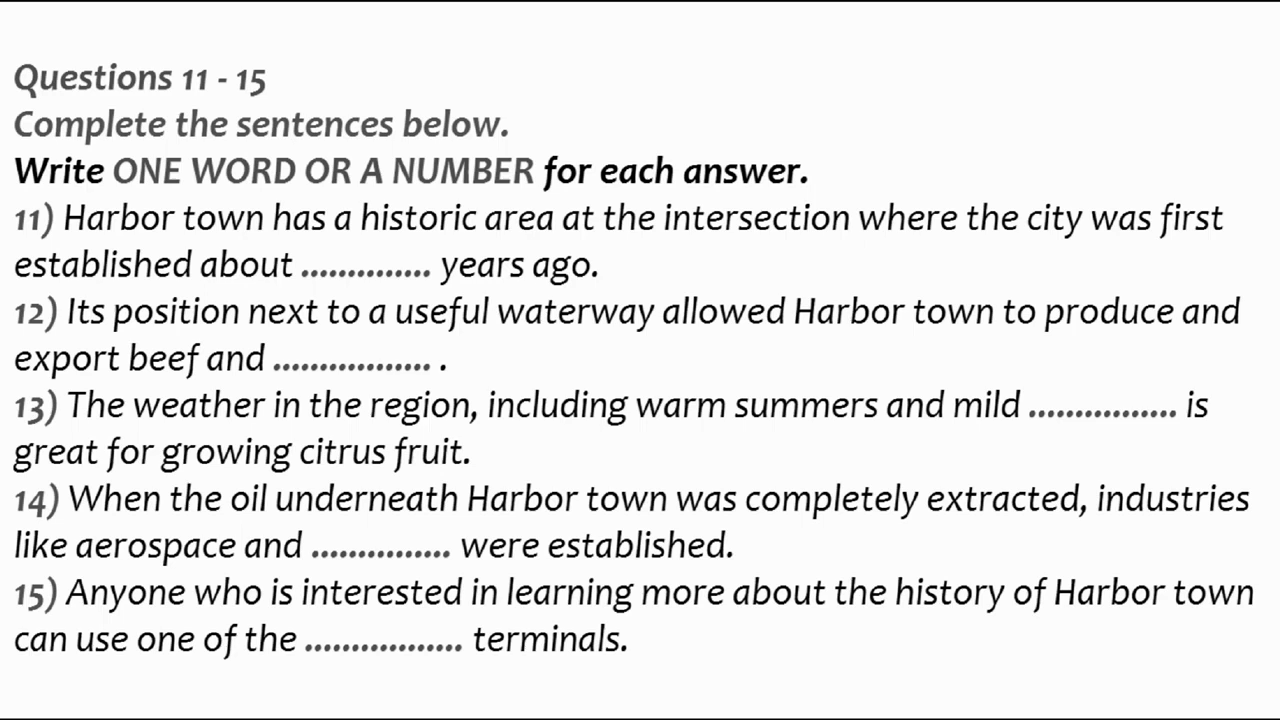 Questions 11 - 15
Complete the sentences below.
Write ONE WORD OR A NUMBER for each answer.
11) Harbor town has a historic area at the intersection where the city was first
established about .............. years ago.
12) Its position next to a useful waterway allowed Harbor town to produce and
export beef and ................. .
13) The weather in the region, including warm summers and mild ................ is
great for growing citrus fruit.
14) When the oil underneath Harbor town was completely extracted, industries
like aerospace and ............... were established.
15) Anyone who is interested in learning more about the history of Harbor town
can use one of the ................. terminals.